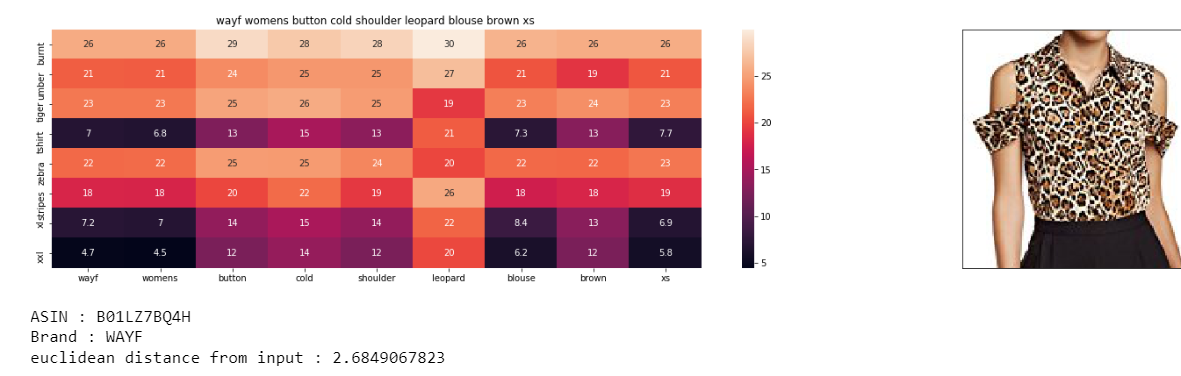 wayf womens button cold shoulder leopard blouse brown xs
burnt 26 26 29 28 28 30 26 26 26
umber 21 21 24 25 25 27 21 19 21
tiger 23 23 25 26 25 19 23 24 23
tshirt 7 6.8 13 15 13 21 7.3 13 7.7
zebra 22 22 25 25 24 20 22 22 23
stripes 18 18 20 22 19 26 18 18 19
xl 7.2 7 14 15 14 22 8.4 13 6.9
xxl 4.7 4.5 12 14 12 20 6.2 12 5.8
wayf womens button cold shoulder leopard blouse brown xs
25
20
15
10
5
ASIN : B01LZ7BQ4H
Brand : WAYF
euclidean distance from input : 2.6849067823